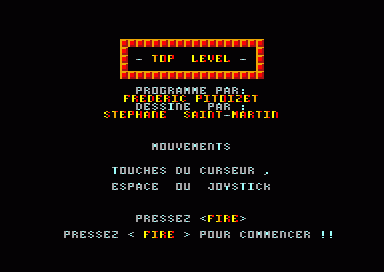 - TOP LEVEL -
PROGRAMME PAR:
FREDERIC PITOIZET
DESSINE PAR :
STEPHANE SAINT-MARTIN
MOUVEMENTS
TOUCHES DU CURSEUR ,
ESPACE OU JOYSTICK
PRESSEZ <FIRE>
PRESSEZ < FIRE > POUR COMMENCER !!